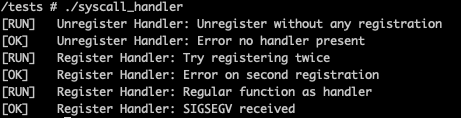 /tests # ./syscall_handler
[RUN] Unregister Handler: Unregister without any registration
[OK] Unregister Handler: Error no handler present
[RUN] Register Handler: Try registering twice
[OK] Register Handler: Error on second registration
[RUN] Register Handler: Regular function as handler
[OK] Register Handler: SIGSEGV received